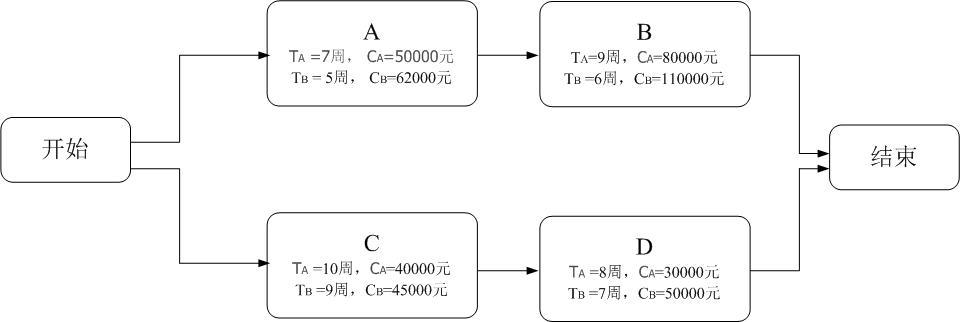 开始
A
TA =7周， CA=50000元
TB = 5周， CB=62000元
B
TA=9周，CA=80000元
TB =6周，CB=110000元
C
TA =10周，CA=40000元
TB =9周，CB=45000元
D
TA =8周，CA=30000元
TB =7周，CB=50000元
结束